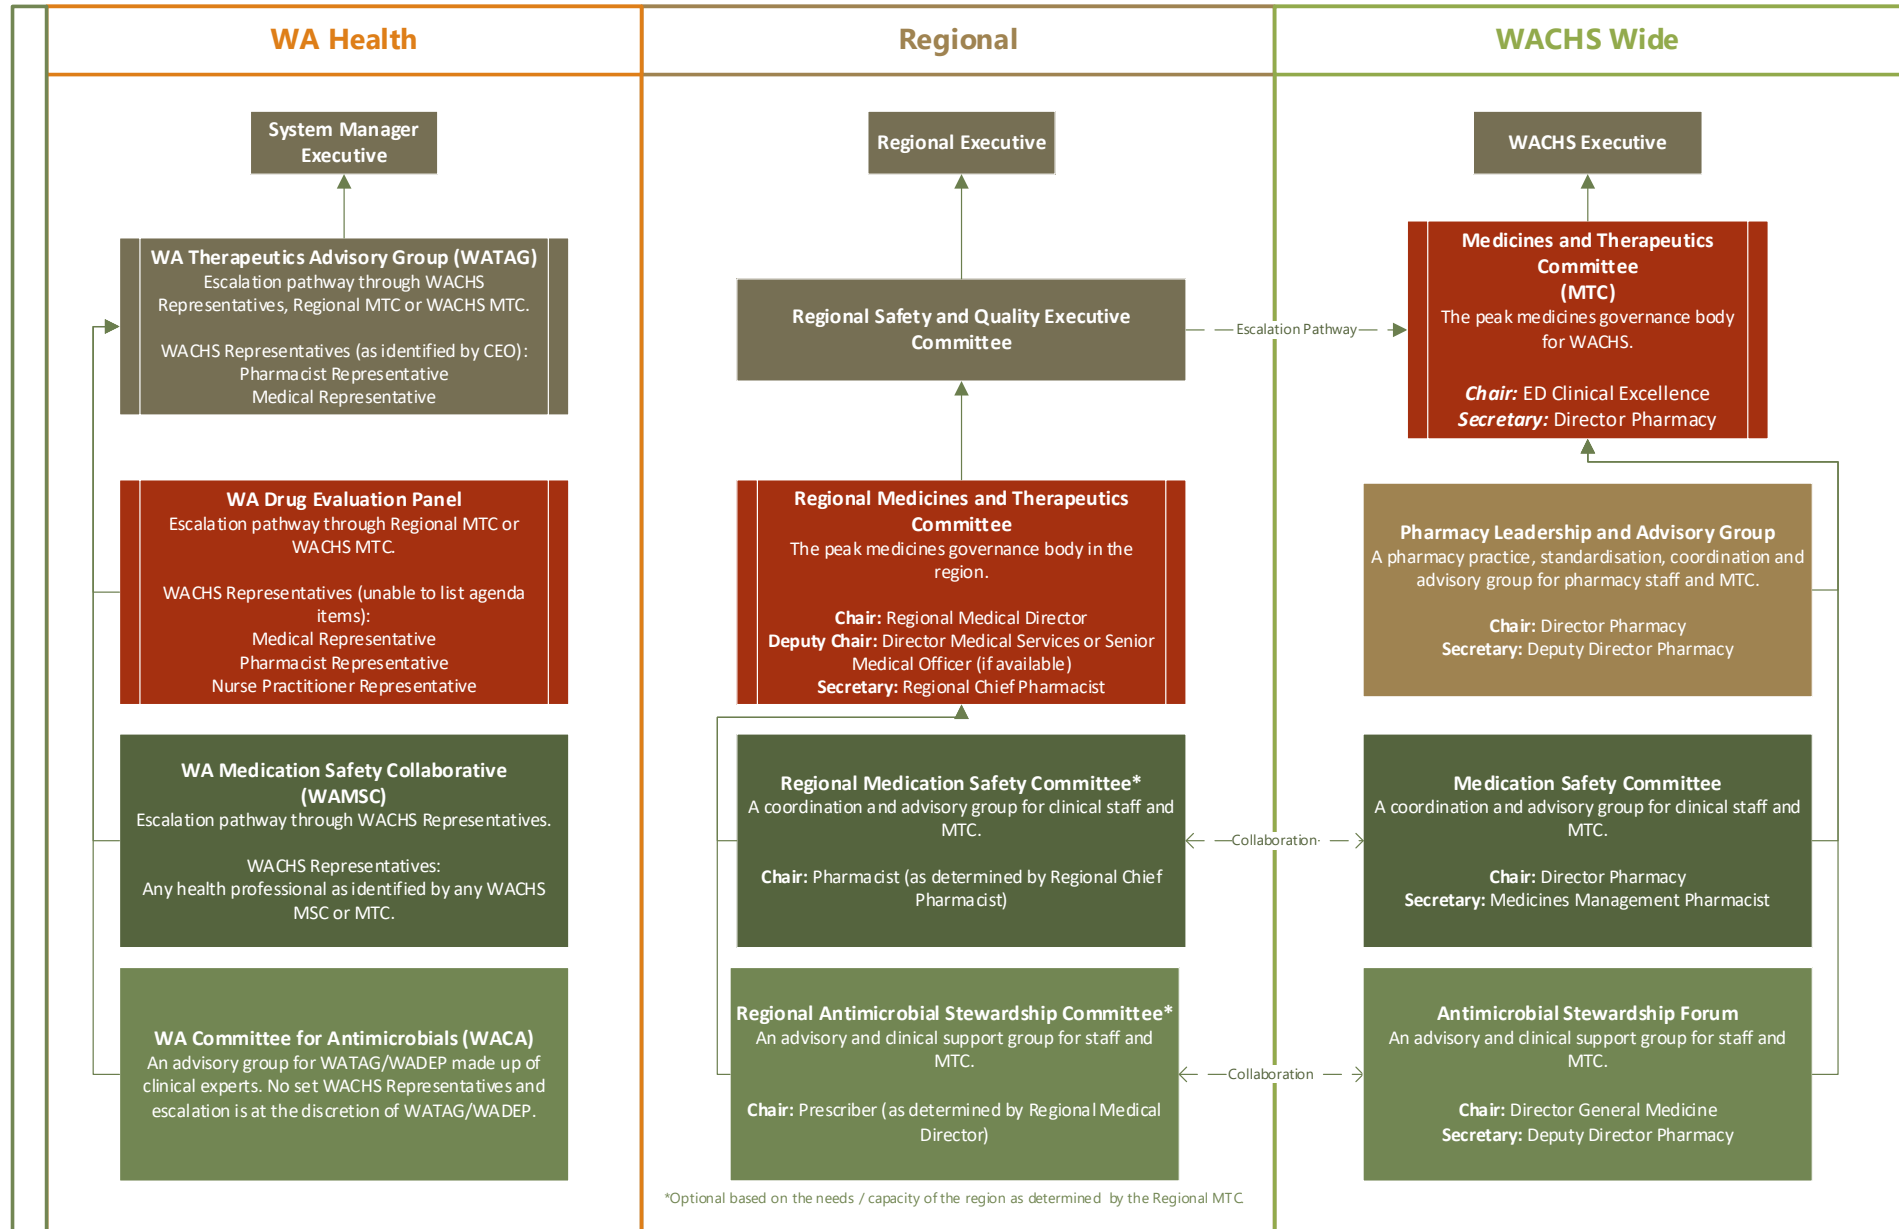 WA Health
Regional
WACHS Wide
System Manager
Executive
WA Therapeutics Advisory Group (WATAG)
Escalation pathway through WACHS
Representatives, Regional MTC or WACHS MTC.
WACHS Representatives (as identified by CEO):
Pharmacist Representative
Medical Representative
WA Drug Evaluation Panel
Escalation pathway through Regional MTC or
WACHS MTC.
WACHS Representatives (unable to list agenda
items):
Medical Representative
Pharmacist Representative
Nurse Practitioner Representative
WA Medication Safety Collaborative
(WAMSC)
Escalation pathway through WACHS Representatives.
WACHS Representatives:
Any health professional as identified by any WACHS
MSC or MTC.
WA Committee for Antimicrobials (WACA)
An advisory group for WATAG/WADEP made up of
clinical experts. No set WACHS Representatives and
escalation is at the discretion of WATAG/WADEP.
Regional Executive
Regional Safety and Quality Executive
Committee
Escalation Pathway
Regional Medicines and Therapeutics
Committee
The peak medicines governance body in the
region.
Chair: Regional Medical Director
Deputy Chair: Director Medical Services or Senior
Medical Officer (if available)
Secretary: Regional Chief Pharmacist
Regional Medication Safety Committee*
A coordination and advisory group for clinical staff and
MTC.
Chair: Pharmacist (as determined by Regional Chief
Pharmacist)
Collaboration
Regional Antimicrobial Stewardship Committee*
An advisory and clinical support group for staff and
MTC.
Chair: Prescriber (as determined by Regional Medical
Director)
Collaboration
*Optional based on the needs / capacity of the region as determined by the Regional MTC
WACHS Executive
Medicines and Therapeutics
Committee
(MTC)
The peak medicines governance body
for WACHS.
Chair: ED Clinical Excellence
Secretary: Director Pharmacy
Pharmacy Leadership and Advisory Group
A pharmacy practice, standardisation, coordination and
advisory group for pharmacy staff and MTC.
Chair: Director Pharmacy
Secretary: Deputy Director Pharmacy
Medication Safety Committee
A coordination and advisory group for clinical staff and
MTC.
Chair: Director Pharmacy
Secretary: Medicines Management Pharmacist
Antimicrobial Stewardship Forum
An advisory and clinical support group for staff and
MTC.
Chair: Director General Medicine
Secretary: Deputy Director Pharmacy